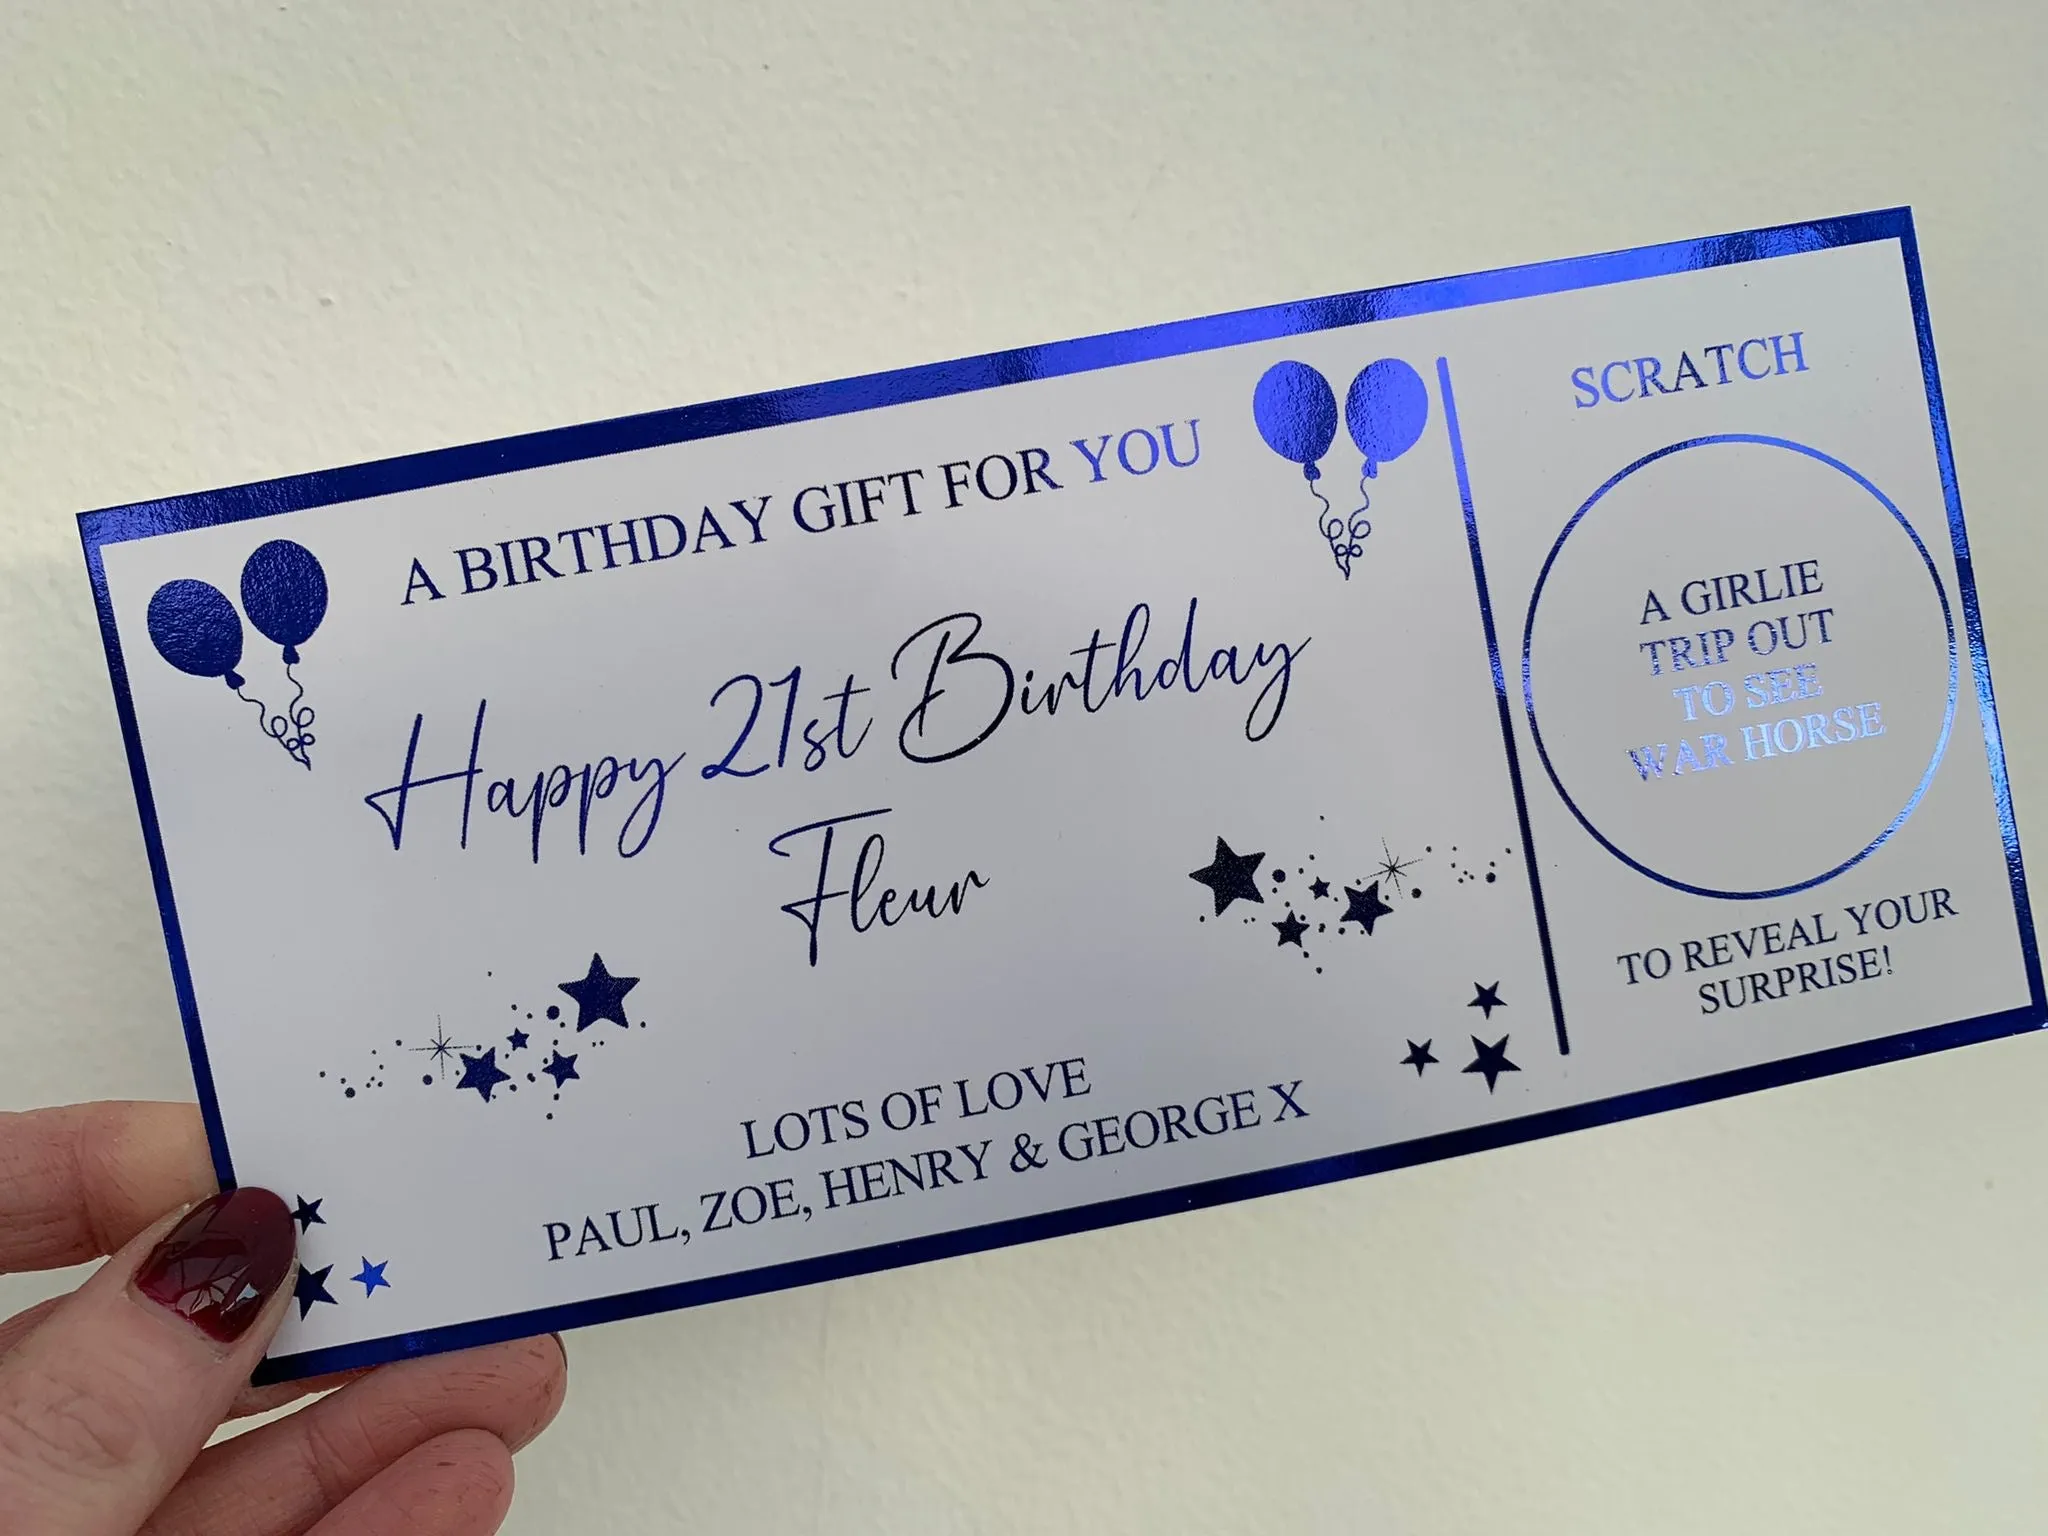 A BIRTHDAY GIFT FOR YOU
Happy 21st Birthday
Fleur
LOTS OF LOVE
PAUL, ZOE, HENRY & GEORGE X
SCRATCH
A GIRLIE
TRIP OUT
TO SEE
WAR HORSE
TO REVEAL YOUR
SURPRISE!